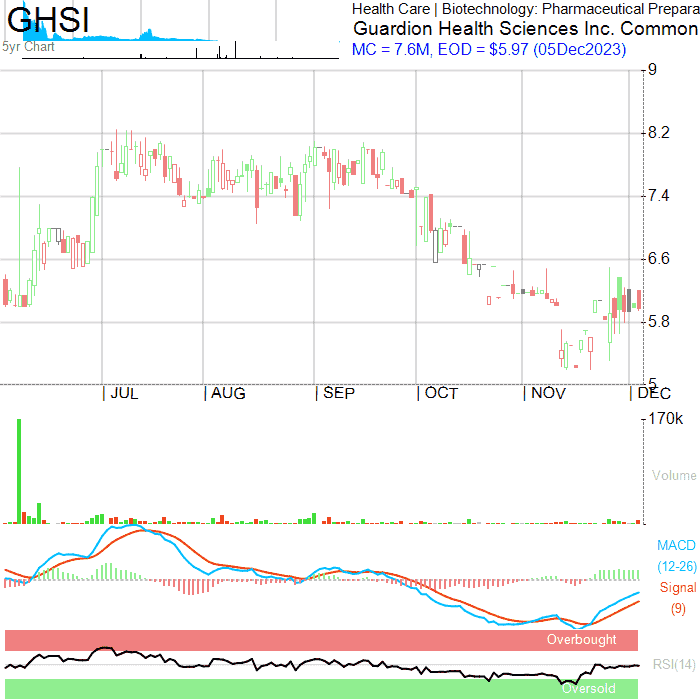 GHSI
5yr Chart
Health Care | Biotechnology: Pharmaceutical Prepara
Guardion Health Sciences Inc. Common
MC = 7.6M, EOD = $5.97 (05Dec2023)
9
8.2
7.4
6.6
5.8
5
JUL AUG SEP OCT NOV DEC
170k
Volume
MACD
(12-26)
Signal
(9)
Overbought
RSI(14)
Oversold